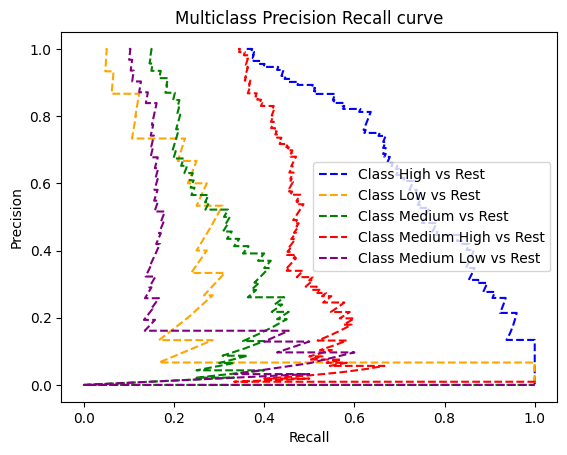 Multiclass Precision Recall curve
1.0
0.8
0.6
0.4
0.2
0.0
Precision
Class High vs Rest
Class Low vs Rest
Class Medium vs Rest
Class Medium High vs Rest
Class Medium Low vs Rest
0.0 0.2 0.4 0.6 0.8 1.0
Recall